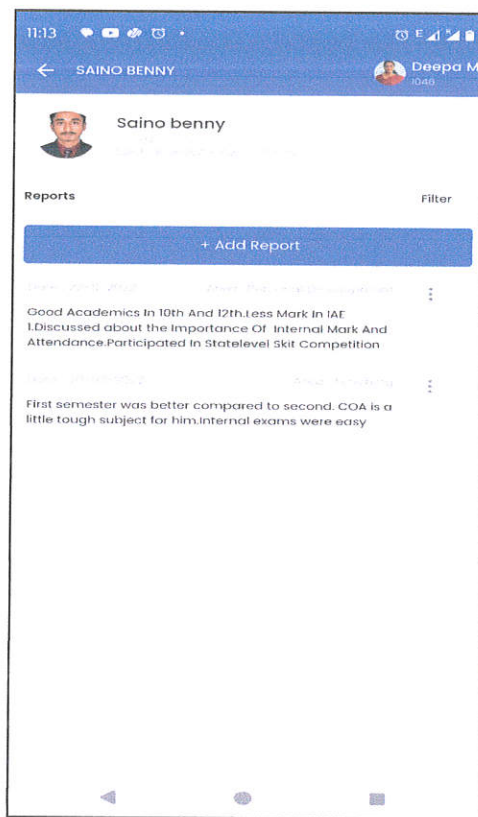 11:13
SAINO BENNY
Deepa M
1046
Saino benny
Reports
Filter
+ Add Report
Good Academics In 10th And 12th.Less Mark In IAE
1.Discussed about the Importance Of Internal Mark And
Attendance.Participated In Statelevel Skit Competition
First semester was better compared to second. COA is a
little tough subject for him.Internal exams were easy